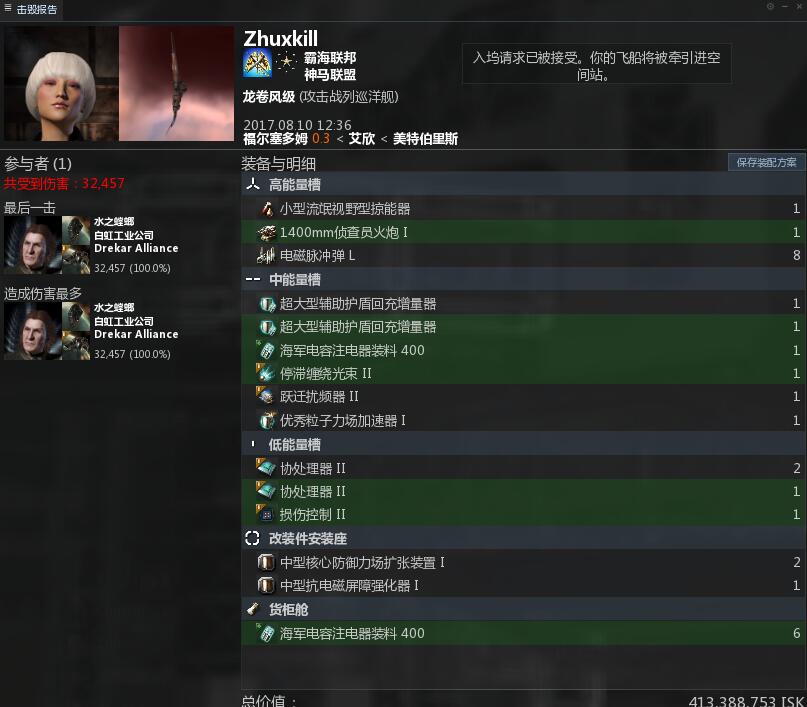 击毁报告
Zhuxkill
霸海联邦
神马联盟
龙卷风级 (攻击战列巡洋舰)
入坞请求已被接受。你的飞船将被牵引进空
间站。
2017.08.10 12:36
福尔塞多姆 0.3 < 艾欣 < 美特伯里斯
参与者 (1)
共受到伤害：32,457
最后一击
水之螳螂
白虹工业公司
Drekar Alliance
32,457 (100.0%)
造成伤害最多
水之螳螂
白虹工业公司
Drekar Alliance
32,457 (100.0%)
装备与明细
保存装配方案
高能量槽
小型流氓视野型掠能器 1
1400mm侦查员火炮 I 1
电磁脉冲弹 L 8
中能量槽
超大型辅助护盾回充增量器 1
超大型辅助护盾回充增量器 1
海军电容注电器装料 400 1
停滞缠绕光束 II 1
跃迁扰频器 II 1
优秀粒子力场加速器 I 1
低能量槽
协处理器 II 2
协处理器 II 1
损伤控制 II 1
改装件安装座
中型核心防御力场扩张装置 I 2
中型抗电磁屏障强化器 I 1
货柜舱
海军电容注电器装料 400 6
总价值： 413,388,753 ISK